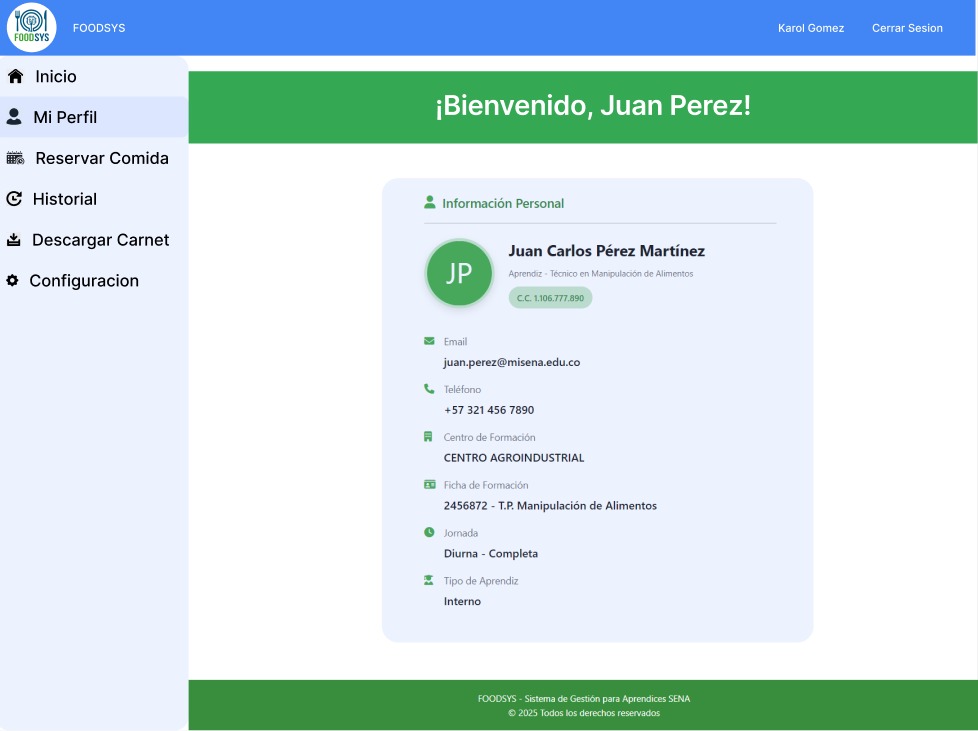 FOODSYS
FOODSYS
Karol Gomez
Cerrar Sesion
Inicio
Mi Perfil
Reservar Comida
Historial
Descargar Carnet
Configuracion
¡Bienvenido, Juan Perez!
Información Personal
JP
Juan Carlos Pérez Martínez
Aprendiz - Técnico en Manipulación de Alimentos
C.C. 1.106.777.890
Email
juan.perez@misena.edu.co
Teléfono
+57 321 456 7890
Centro de Formación
CENTRO AGROINDUSTRIAL
Ficha de Formación
2456872 - T.P. Manipulación de Alimentos
Jornada
Diurna - Completa
Tipo de Aprendiz
Interno
FOODSYS - Sistema de Gestión para Aprendices SENA
© 2025 Todos los derechos reservados